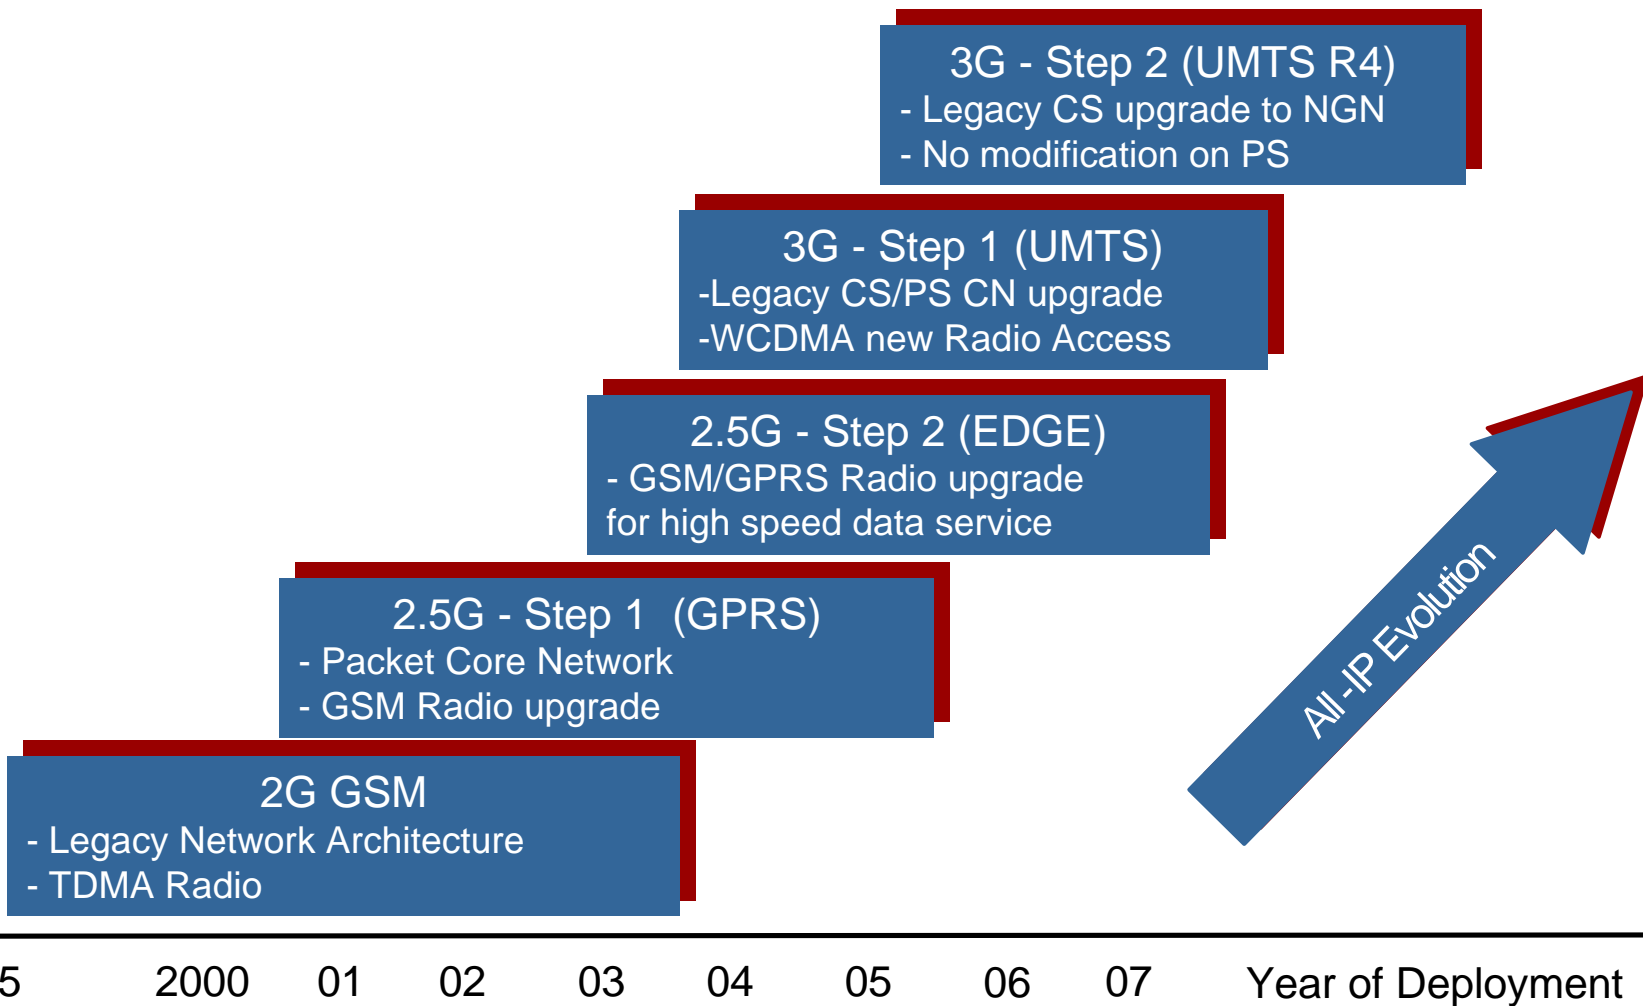 3G - Step 2 (UMTS R4)
- Legacy CS upgrade to NGN
- No modification on PS
3G - Step 1 (UMTS)
-Legacy CS/PS CN upgrade
-WCDMA new Radio Access
2.5G - Step 2 (EDGE)
- GSM/GPRS Radio upgrade
for high speed data service
2.5G - Step 1 (GPRS)
- Packet Core Network
- GSM Radio upgrade
All-IP Evolution
2G GSM
- Legacy Network Architecture
- TDMA Radio
5 2000 01 02 03 04 05 06 07 Year of Deployment